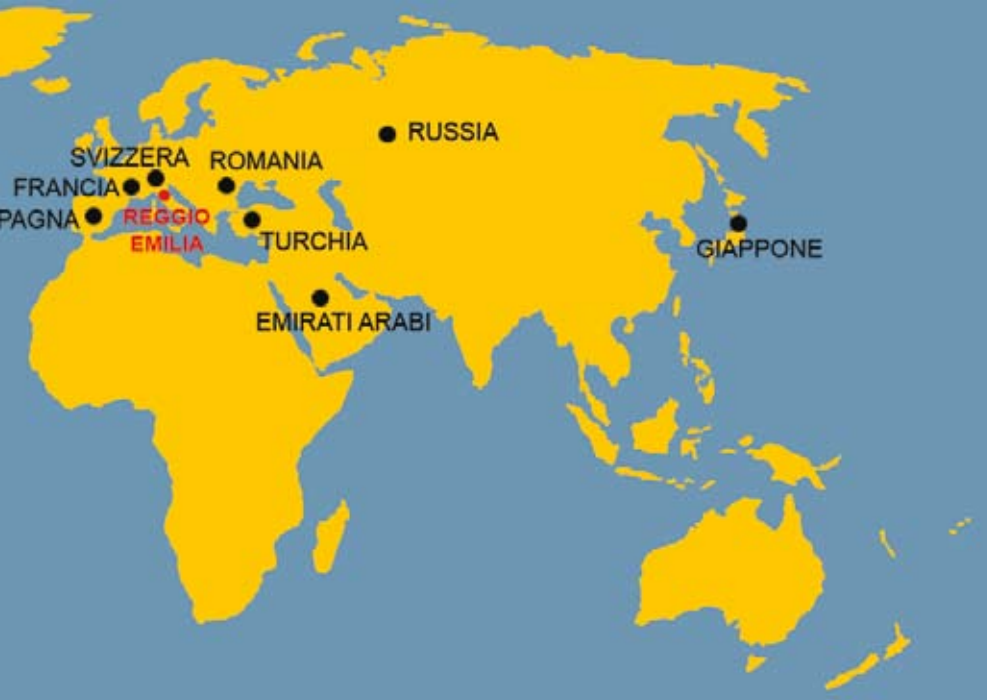 RUSSIA
SVIZZERA
ROMANIA
FRANCIA
PAGNA
REGGIO
EMILIA
TURCHIA
GIAPPONE
EMIRATI ARABI